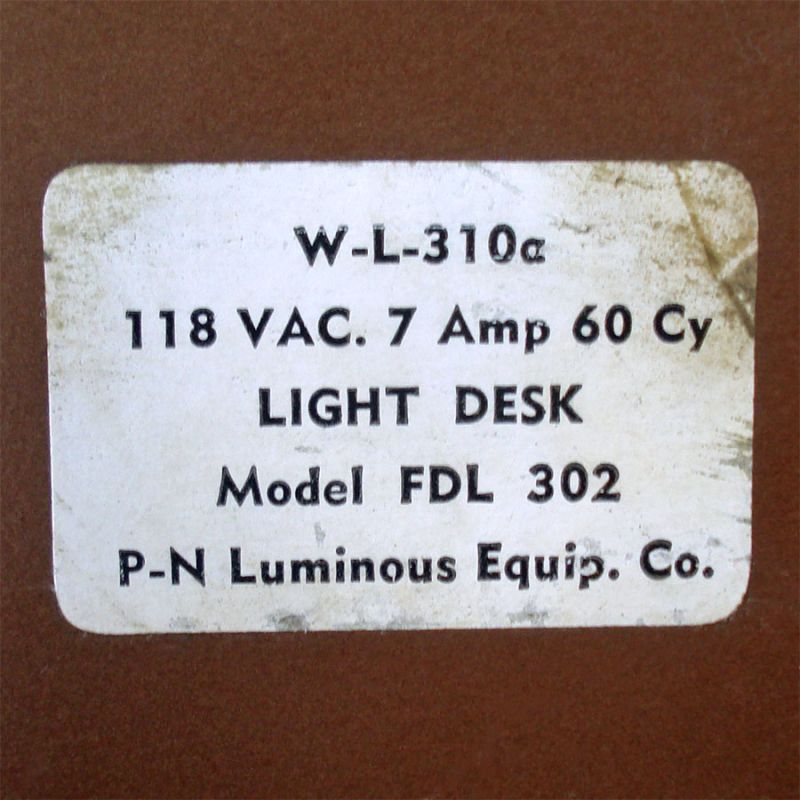 W-L-310a
118 VAC. 7 Amp 60 Cy
LIGHT DESK
Model FDL 302
P-N Luminous Equip. Co.